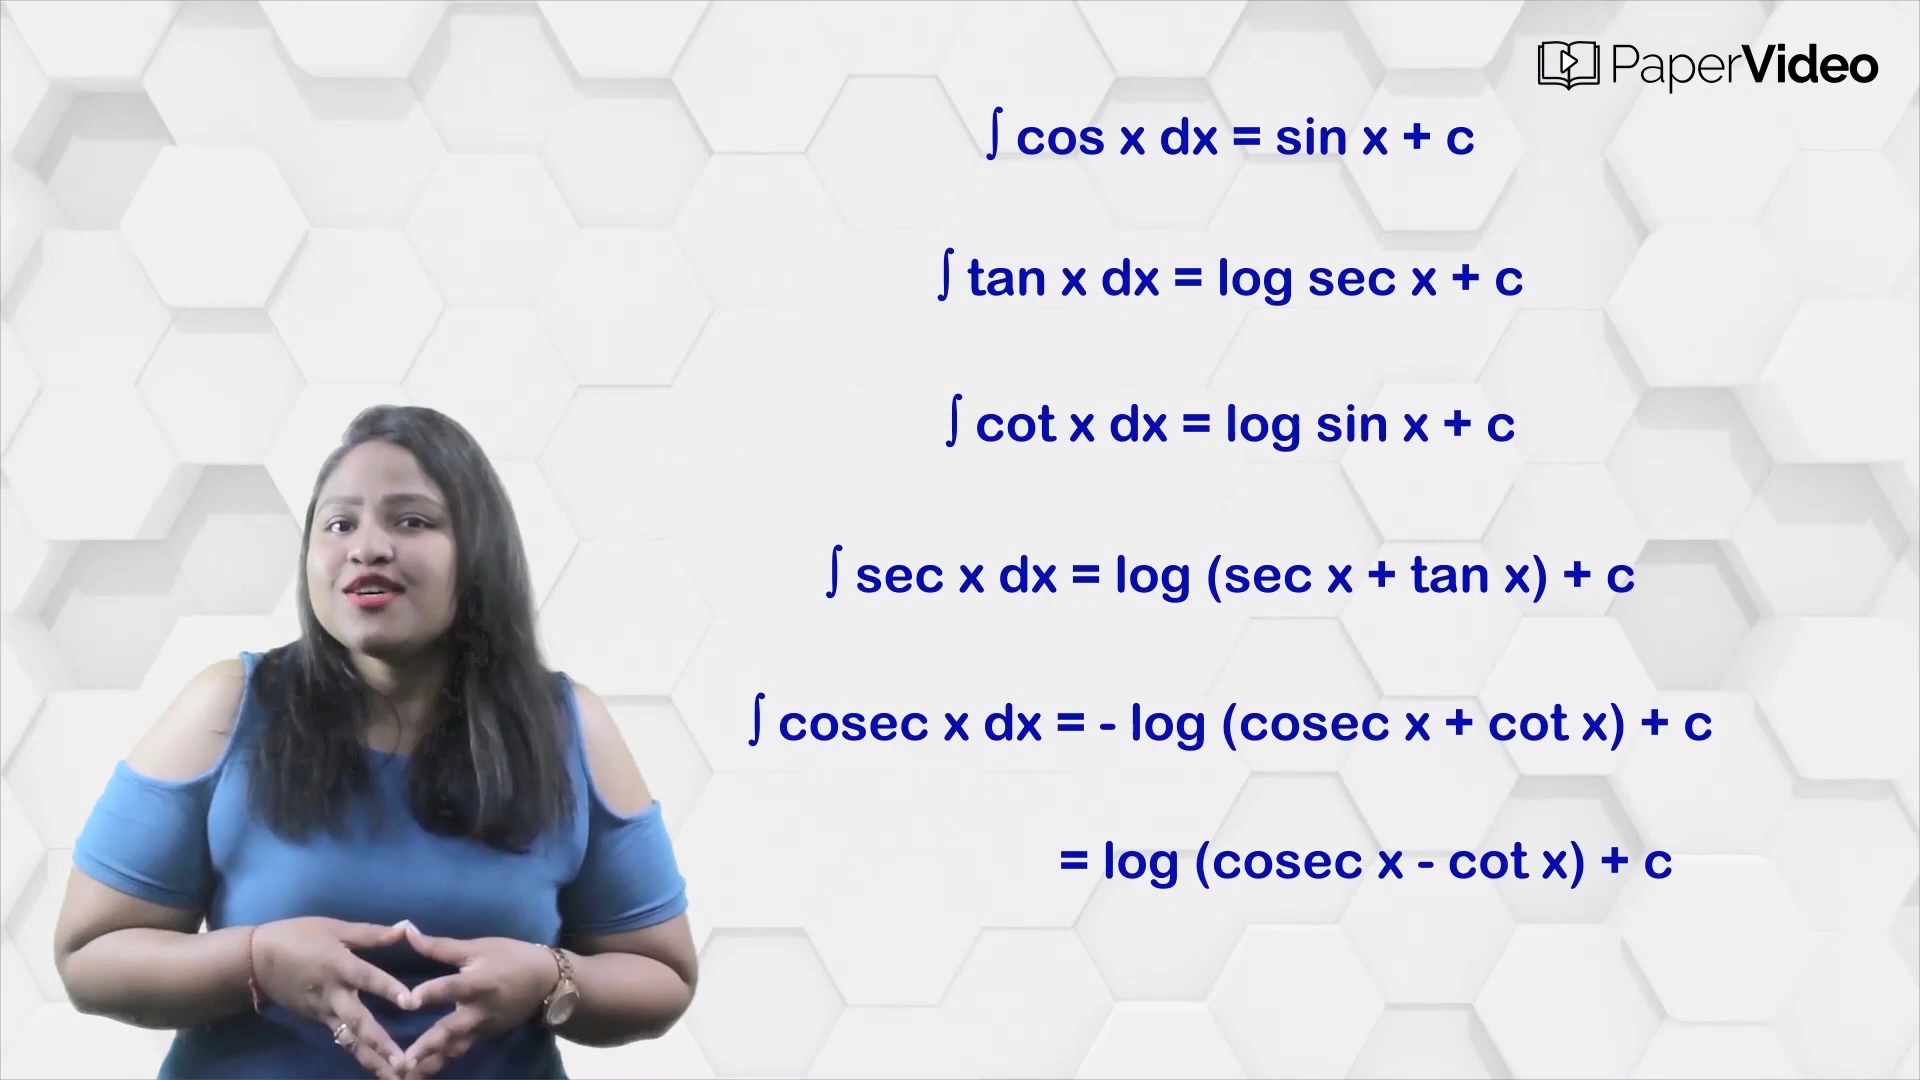 PaperVideo
∫ cos x dx = sin x + c
∫ tan x dx = log sec x + c
∫ cot x dx = log sin x + c
∫ sec x dx = log (sec x + tan x) + c
∫ cosec x dx = - log (cosec x + cot x) + c
= log (cosec x - cot x) + c